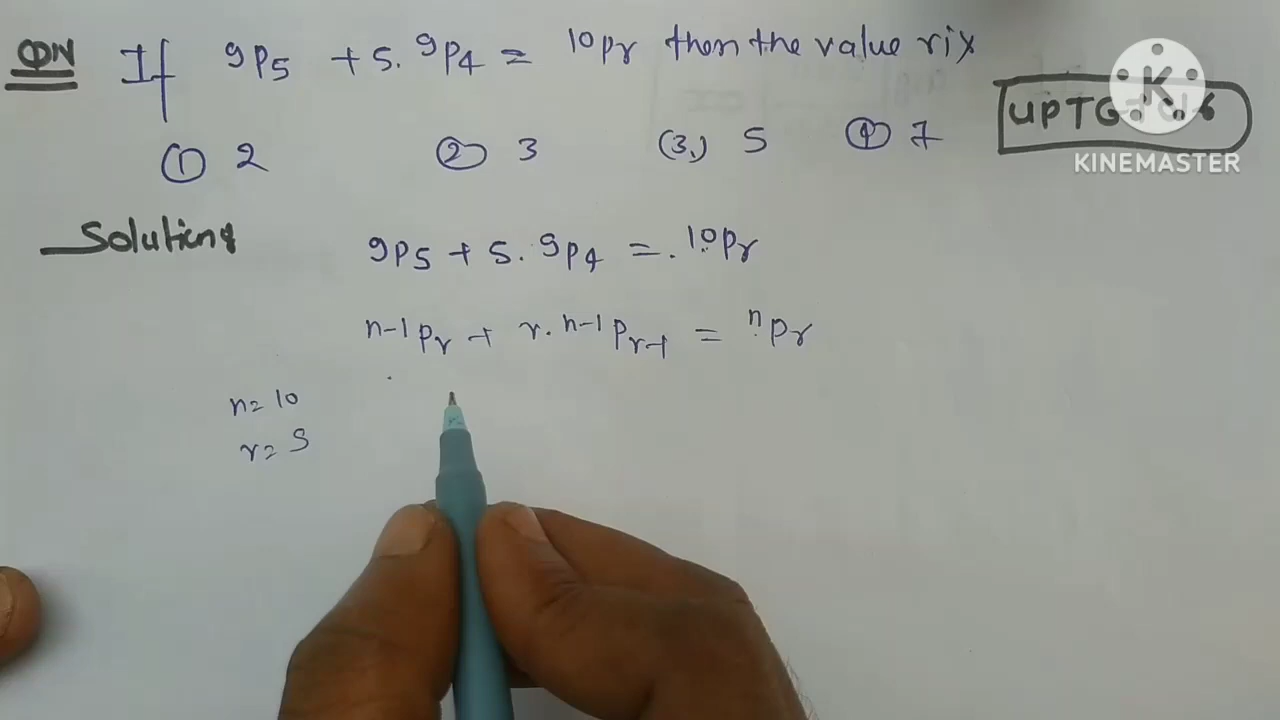 QN If 9P5 + 5. 9P4 = 10Pr then the value r is
① 2 ② 3 (3.) 5 ④ 7
UPTG
K
KINEMASTER
Solution:
9P5 + 5. 9P4 = . 10Pr
n-1Pr + r. n-1Pr-1 = nPr
n= 10
r= 5